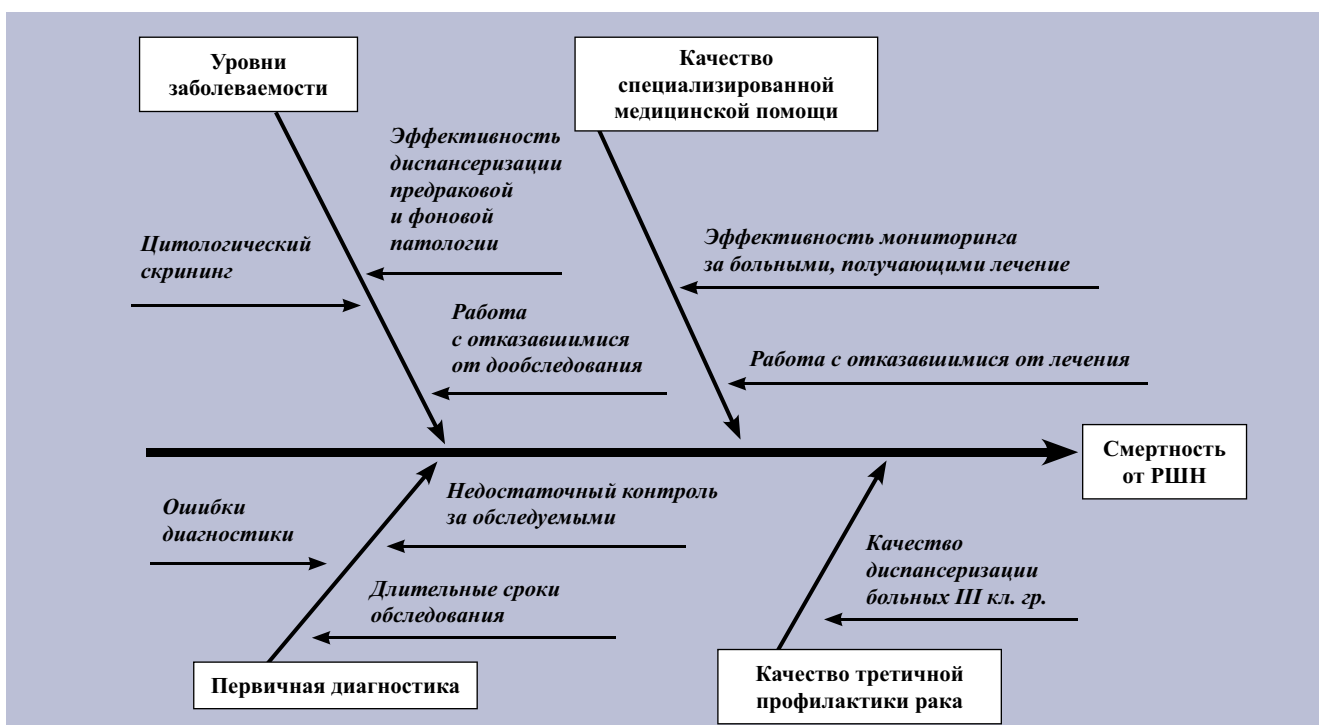 Уровни
заболеваемости
Качество
специализированной
медицинской помощи
Эффективность
диспансеризации
предраковой
и фоновой
патологии
Цитологический
скрининг
Эффективность мониторинга
за больными, получающими лечение
Работа
с отказавшимися
от дообследования
Работа с отказавшимися от лечения
Смертность
от РШН
Ошибки
диагностики
Недостаточный контроль
за обследуемыми
Длительные сроки
обследования
Качество
диспансеризации
больных III кл. гр.
Первичная диагностика
Качество третичной
профилактики рака